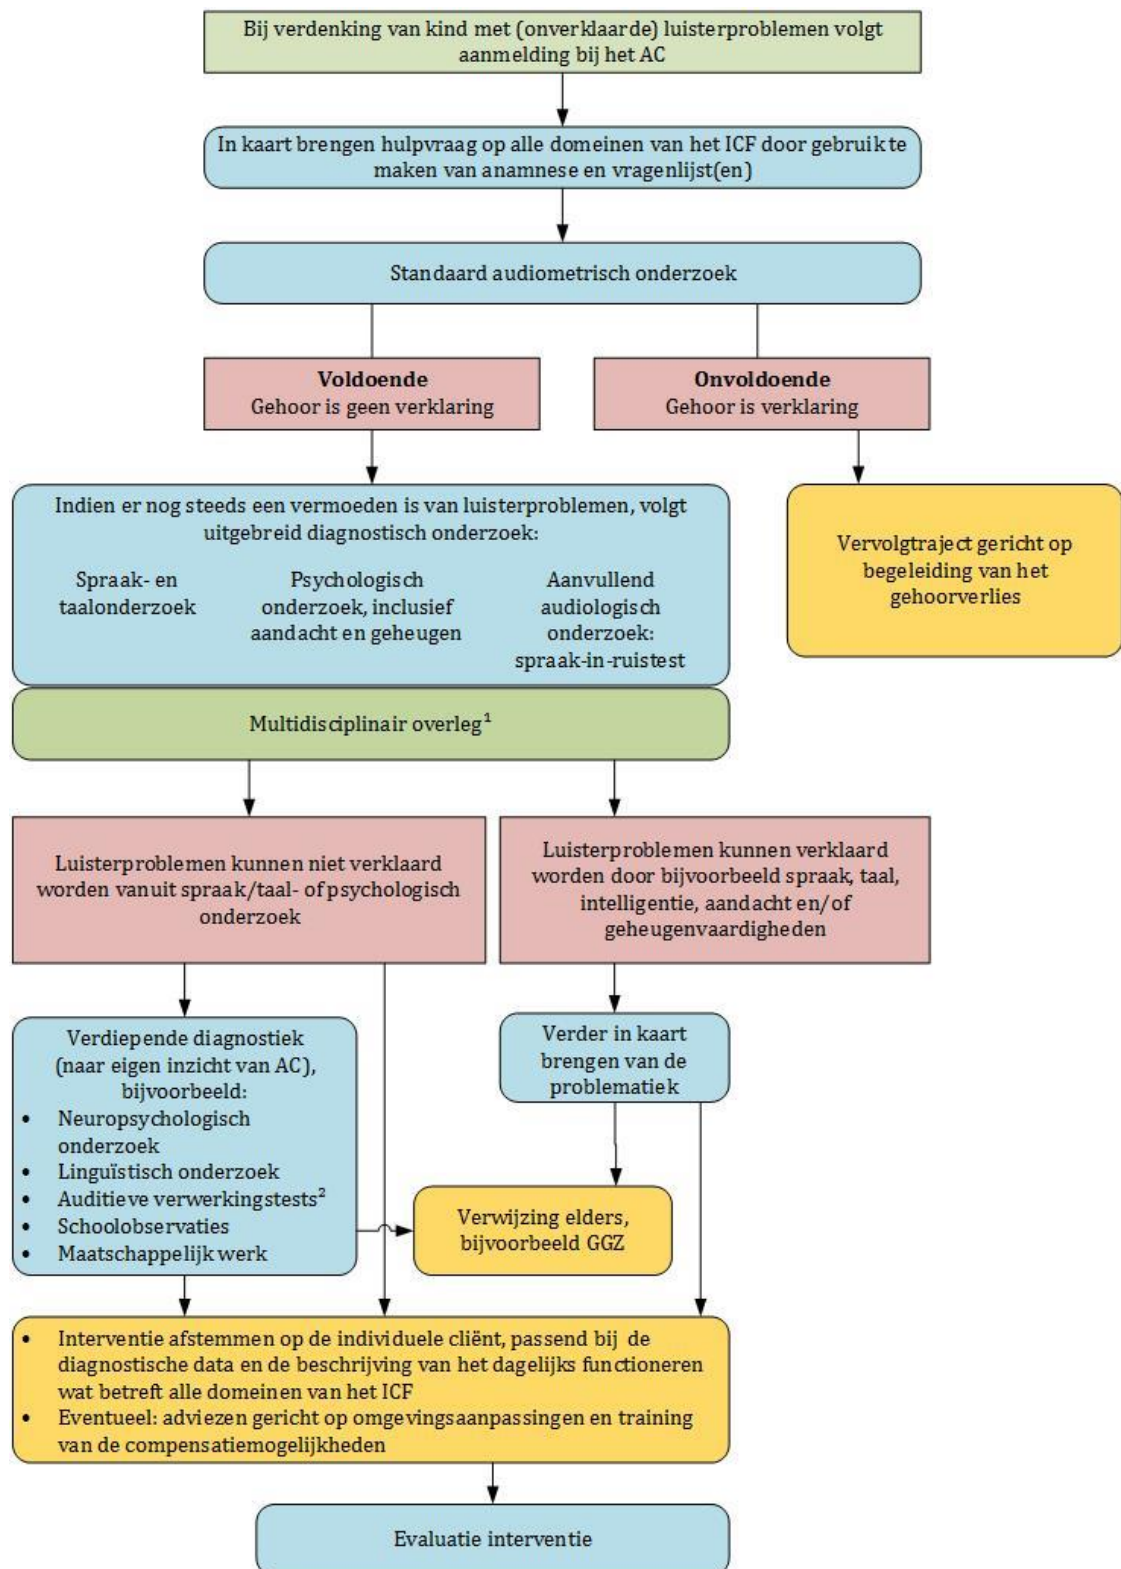 Bij verdenking van kind met (onverklaarde) luisterproblemen volgt
aanmelding bij het AC
In kaart brengen hulpvraag op alle domeinen van het ICF door gebruik te
maken van anamnese en vragenlijst(en)
Standaard audiometrisch onderzoek
Voldoende
Gehoor is geen verklaring
Onvoldoende
Gehoor is verklaring
Indien er nog steeds een vermoeden is van luisterproblemen, volgt
uitgebreid diagnostisch onderzoek:
Spraak- en
taalonderzoek
Psychologisch
onderzoek, inclusief
aandacht en geheugen
Aanvullend
audiologisch
onderzoek:
spraak-in-ruistest
Vervolgtraject gericht op
begeleiding van het
gehoorverlies
Multidisciplinair overleg¹
Luisterproblemen kunnen niet verklaard
worden vanuit spraak/taal- of psychologisch
onderzoek
Luisterproblemen kunnen verklaard
worden door bijvoorbeeld spraak, taal,
intelligentie, aandacht en/of
geheugenvaardigheden
Verdiepende diagnostiek
(naar eigen inzicht van AC),
bijvoorbeeld:
• Neuropsychologisch
onderzoek
• Linguïstisch onderzoek
• Auditieve verwerkingstests²
• Schoolobservaties
• Maatschappelijk werk
Verder in kaart
brengen van de
problematiek
Verwijzing elders,
bijvoorbeeld GGZ
• Interventie afstemmen op de individuele cliënt, passend bij de
diagnostische data en de beschrijving van het dagelijks functioneren
wat betreft alle domeinen van het ICF
• Eventueel: adviezen gericht op omgevingsaanpassingen en training
van de compensatiemogelijkheden
Evaluatie interventie